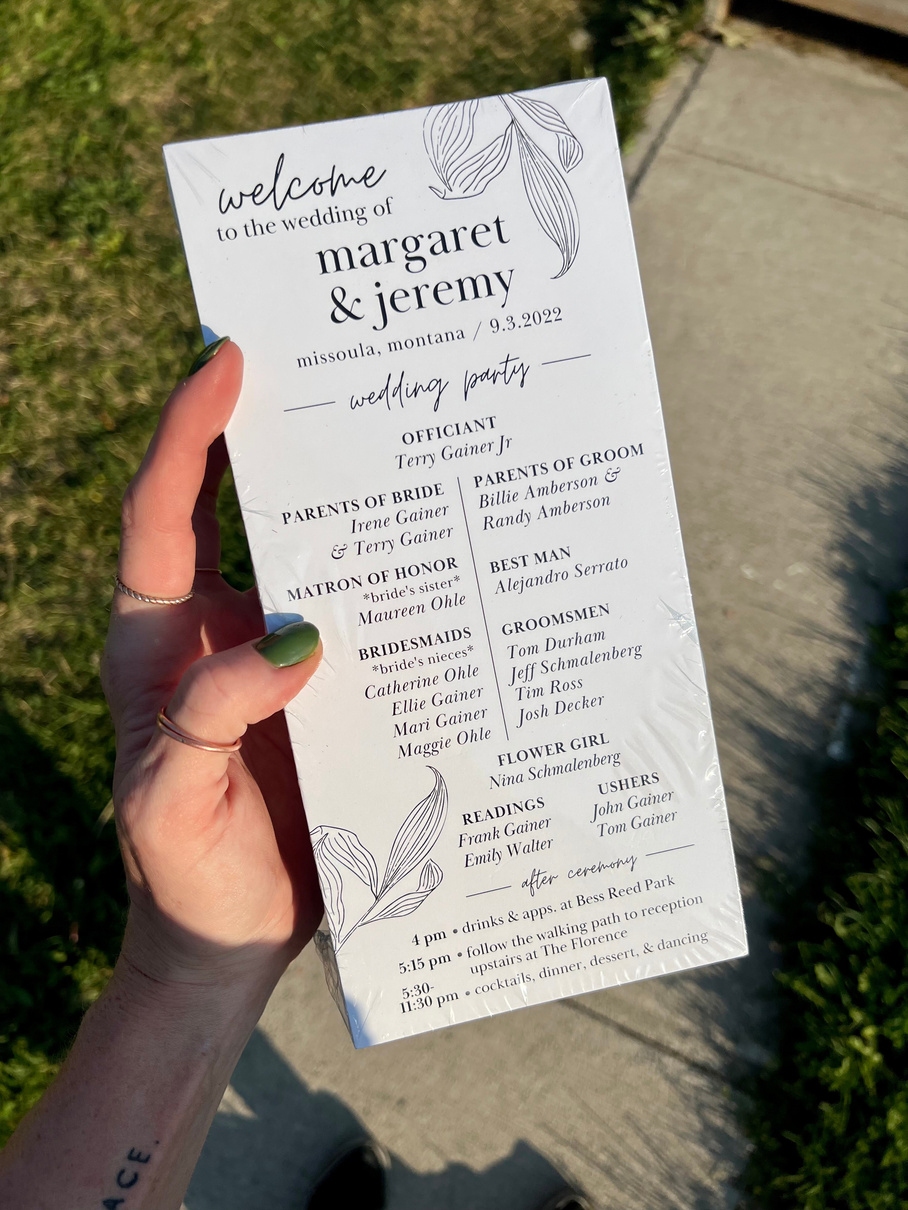 welcome
to the wedding of
margaret
& jeremy
missoula, montana / 9.3.2022
wedding party
OFFICIANT
Terry Gainer Jr
PARENTS OF BRIDE
Irene Gainer
& Terry Gainer
MATRON OF HONOR
*bride's sister*
Maureen Ohle
BRIDESMAIDS
*bride's nieces*
Catherine Ohle
Ellie Gainer
Mari Gainer
Maggie Ohle
PARENTS OF GROOM
Billie Amberson &
Randy Amberson
BEST MAN
Alejandro Serrato
GROOMSMEN
Tom Durham
Jeff Schmalenberg
Tim Ross
Josh Decker
FLOWER GIRL
Nina Schmalenberg
READINGS
Frank Gainer
Emily Walter
USHERS
John Gainer
Tom Gainer
after ceremony
4 pm • drinks & apps. at Bess Reed Park
5:15 pm • follow the walking path to reception
upstairs at The Florence
5:30-
11:30 pm • cocktails, dinner, dessert, & dancing
ACE